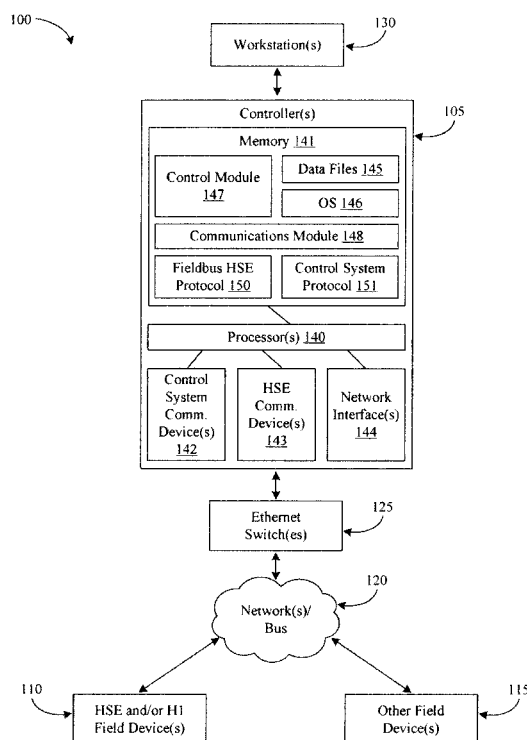 100
Workstation(s)
130
Controller(s)
105
Memory 141
Control Module
147
Data Files 145
OS 146
Communications Module 148
Fieldbus HSE
Protocol 150
Control System
Protocol 151
Processor(s) 140
Control
System
Comm.
Device(s)
142
HSE
Comm.
Device(s)
143
Network
Interface(s)
144
Ethernet
Switch(es)
125
Network(s)/
Bus
120
110
HSE and/or H1
Field Device(s)
Other Field
Device(s)
115